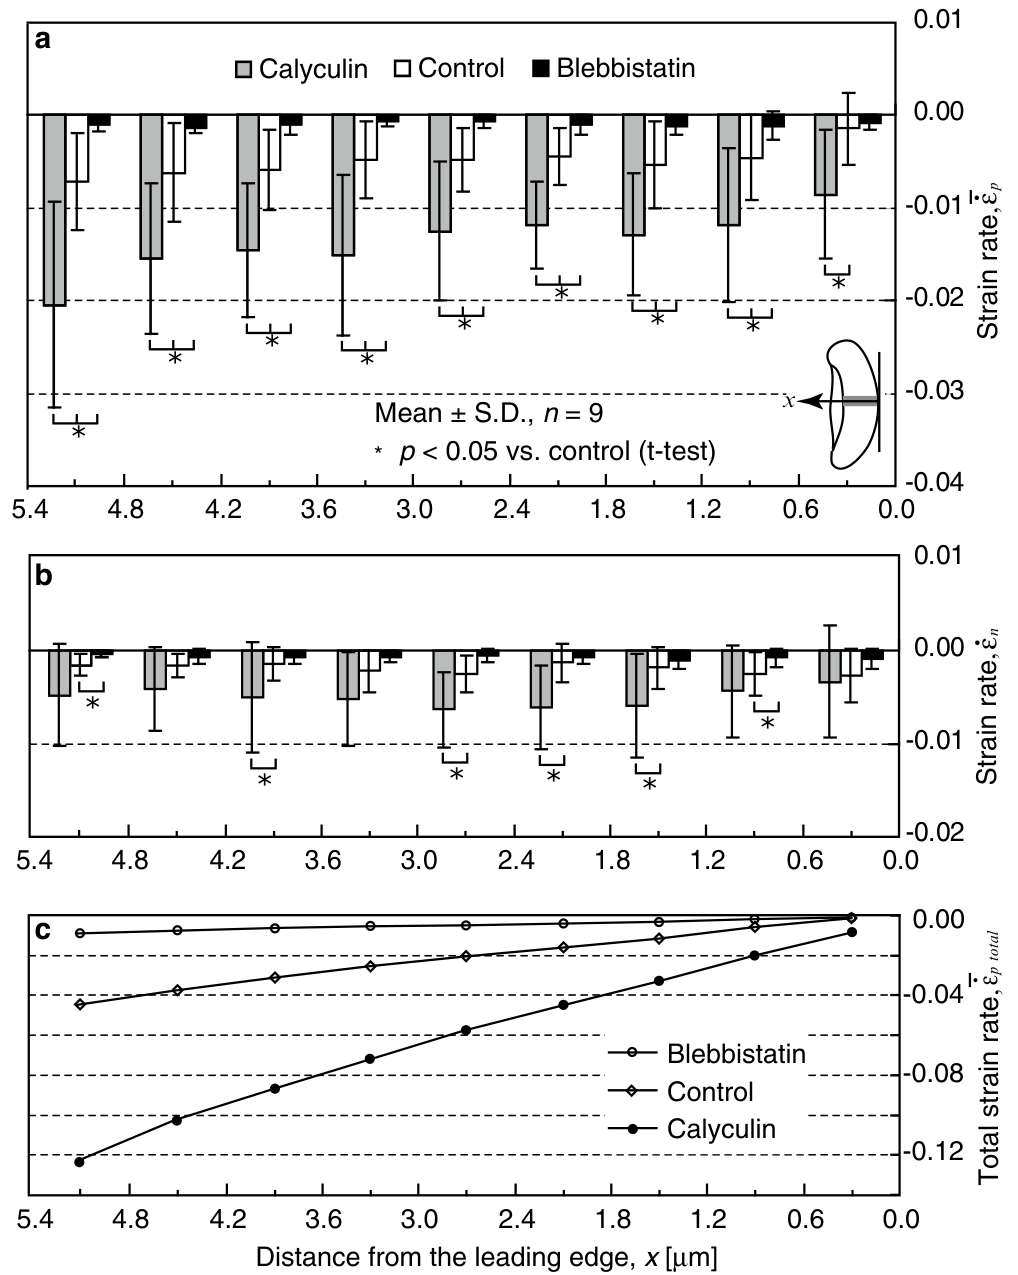 a
Calyculin Control Blebbistatin
0.01
0.00
-0.01
-0.02
-0.03
-0.04
Strain rate, ε̄̇p
* * * * * * * * *
x
Mean ± S.D., n = 9
* p < 0.05 vs. control (t-test)
5.4 4.8 4.2 3.6 3.0 2.4 1.8 1.2 0.6 0.0
b
0.01
0.00
-0.01
-0.02
Strain rate, ε̇n
* * * * * *
5.4 4.8 4.2 3.6 3.0 2.4 1.8 1.2 0.6 0.0
c
0.00
-0.04
-0.08
-0.12
Total strain rate, ε̄̇p total
Blebbistatin
Control
Calyculin
5.4 4.8 4.2 3.6 3.0 2.4 1.8 1.2 0.6 0.0
Distance from the leading edge, x [μm]